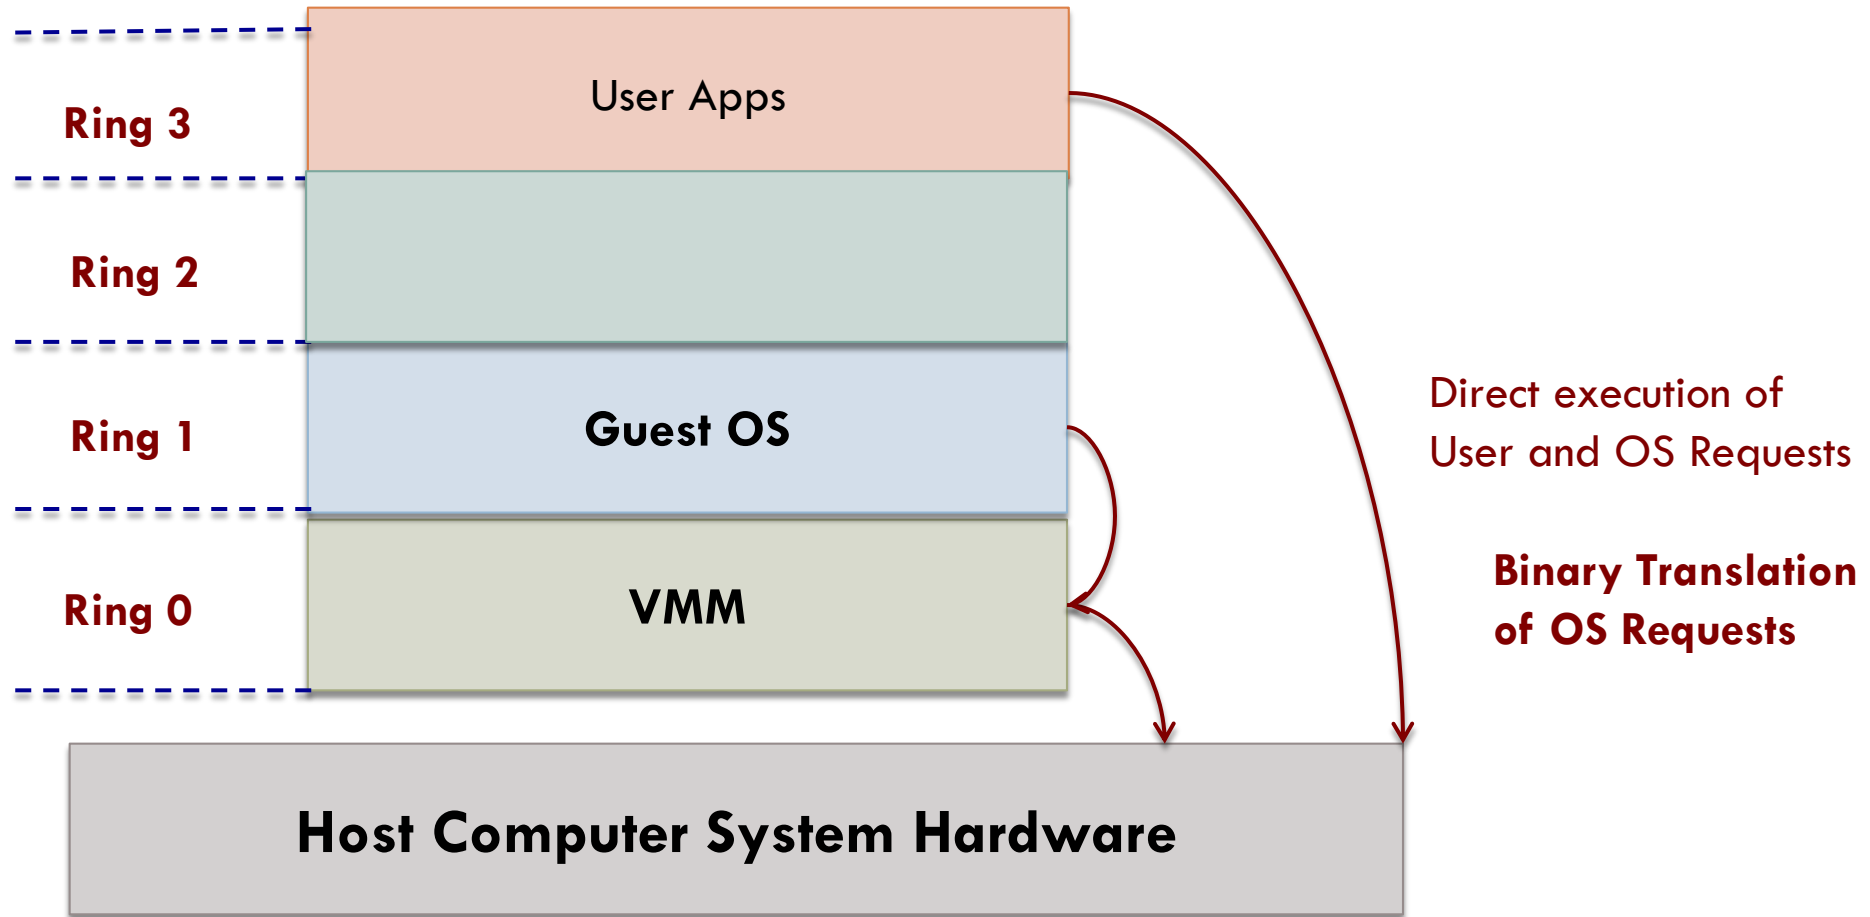 Ring 3
User Apps
Ring 2
Ring 1
Guest OS
Direct execution of
User and OS Requests
Ring 0
VMM
Binary Translation
of OS Requests
Host Computer System Hardware